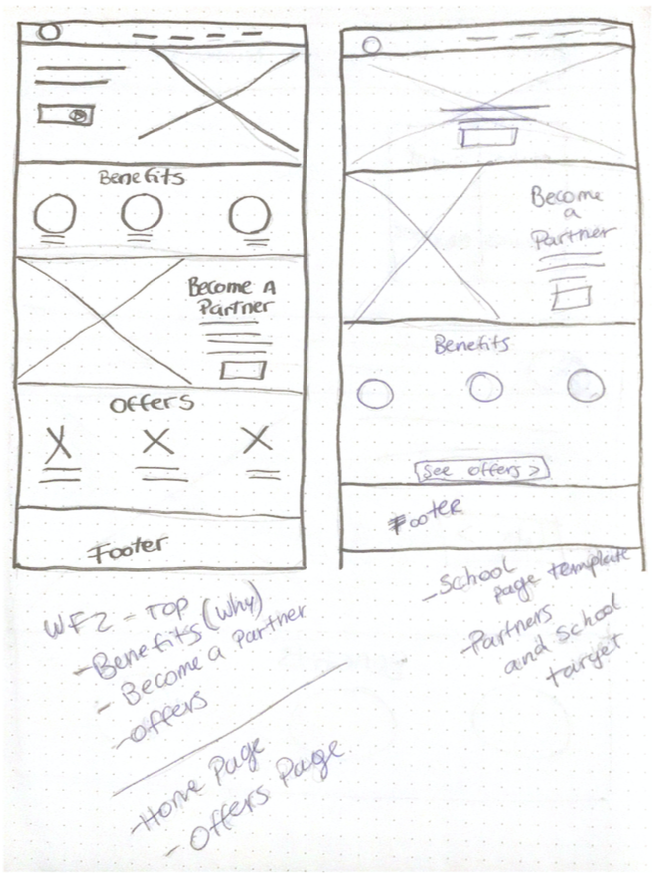 Benefits
Become A
Partner
Offers
Footer
Become
a
Partner
Benefits
See offers >
Footer
WF2 - TOP
- Benefits (Why)
- Become a Partner
- Offers
- Home Page
- Offers Page
- School
page template
- Partners
and School
target